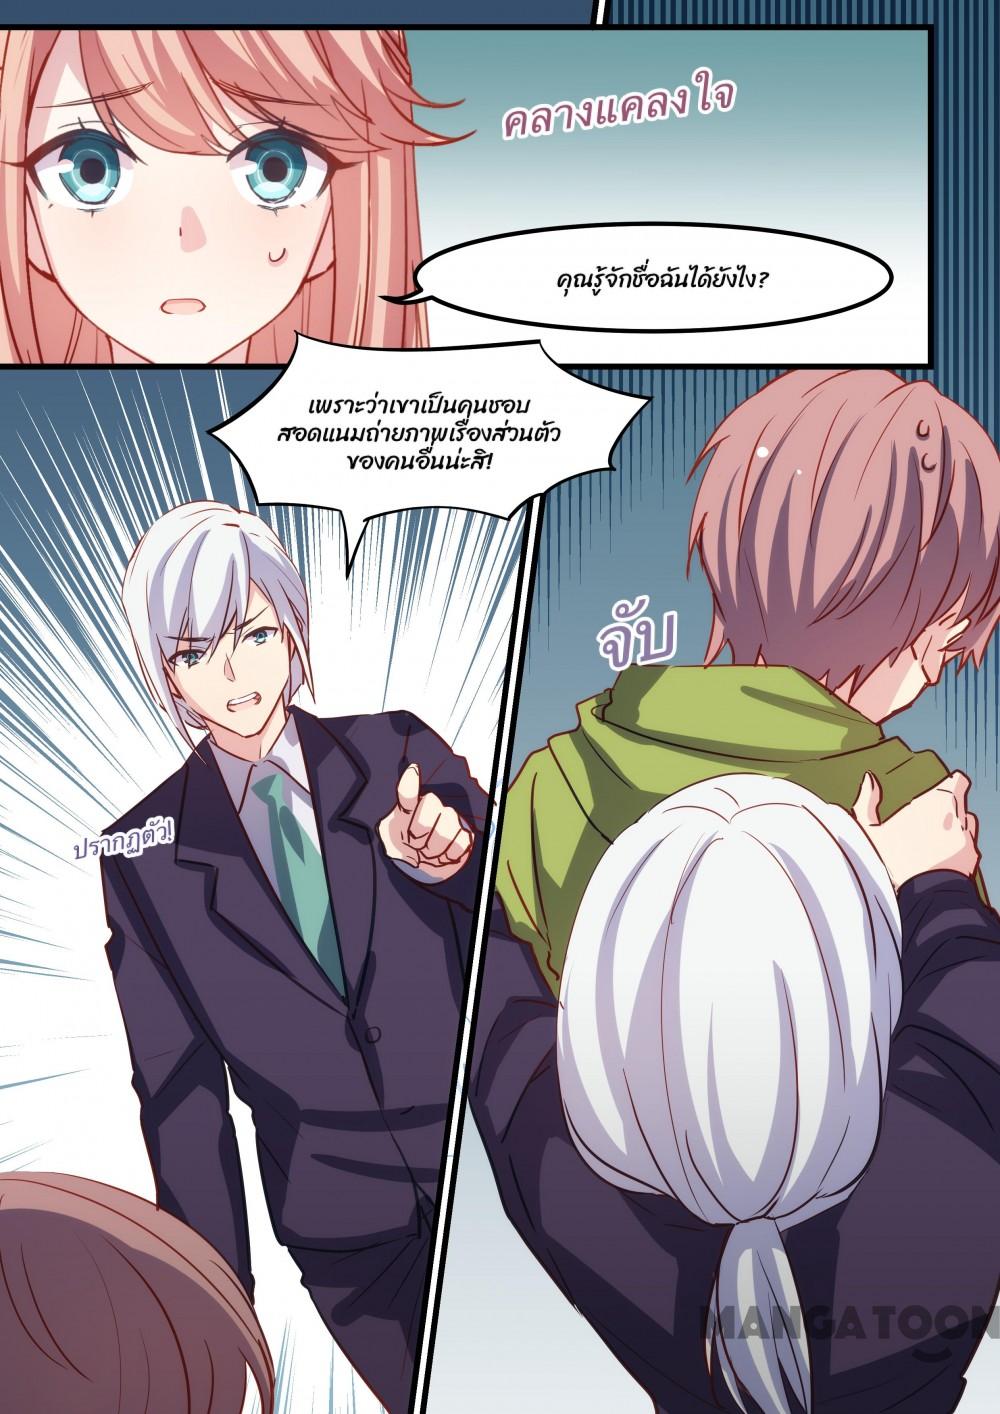 คลางแคลงใจ
คุณรู้จักชื่อฉันได้ยังไง?
เพราะว่าเขาเป็นคนชอบ
สอดแนมถ่ายภาพเรื่องส่วนตัว
ของคนอื่นน่ะสิ!
จับ
ปรากฏตัว!
MANGATOON